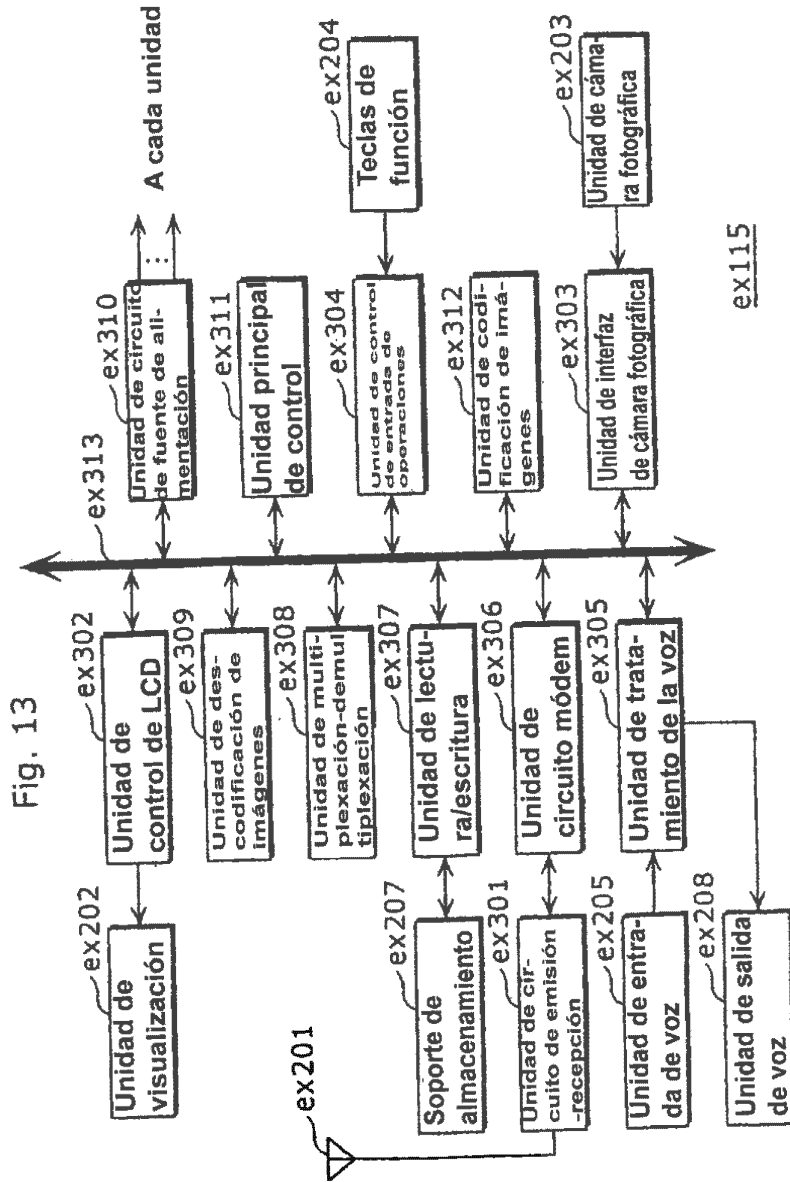 Fig. 13
ex313
ex202
Unidad de
visualización
ex302
Unidad de
control de LCD
ex310
Unidad de circuito
de fuente de ali-
mentación
A cada unidad
ex309
Unidad de des-
codificación de
imágenes
ex311
Unidad principal
de control
ex308
Unidad de multi-
plexación-demul
tiplexación
ex304
Unidad de control
de entrada de
operaciones
ex204
Teclas de
función
ex207
Soporte de
almacenamiento
ex307
Unidad de lectu-
ra/escritura
ex312
Unidad de codi-
ficación de imá-
genes
ex201
ex301
Unidad de cir-
cuito de emisión
-recepción
ex306
Unidad de
circuito módem
ex303
Unidad de interfaz
de cámara fotográfica
ex203
Unidad de cáma-
ra fotográfica
ex205
Unidad de entra-
da de voz
ex305
Unidad de trata-
miento de la voz
ex208
Unidad de salida
de voz
ex115